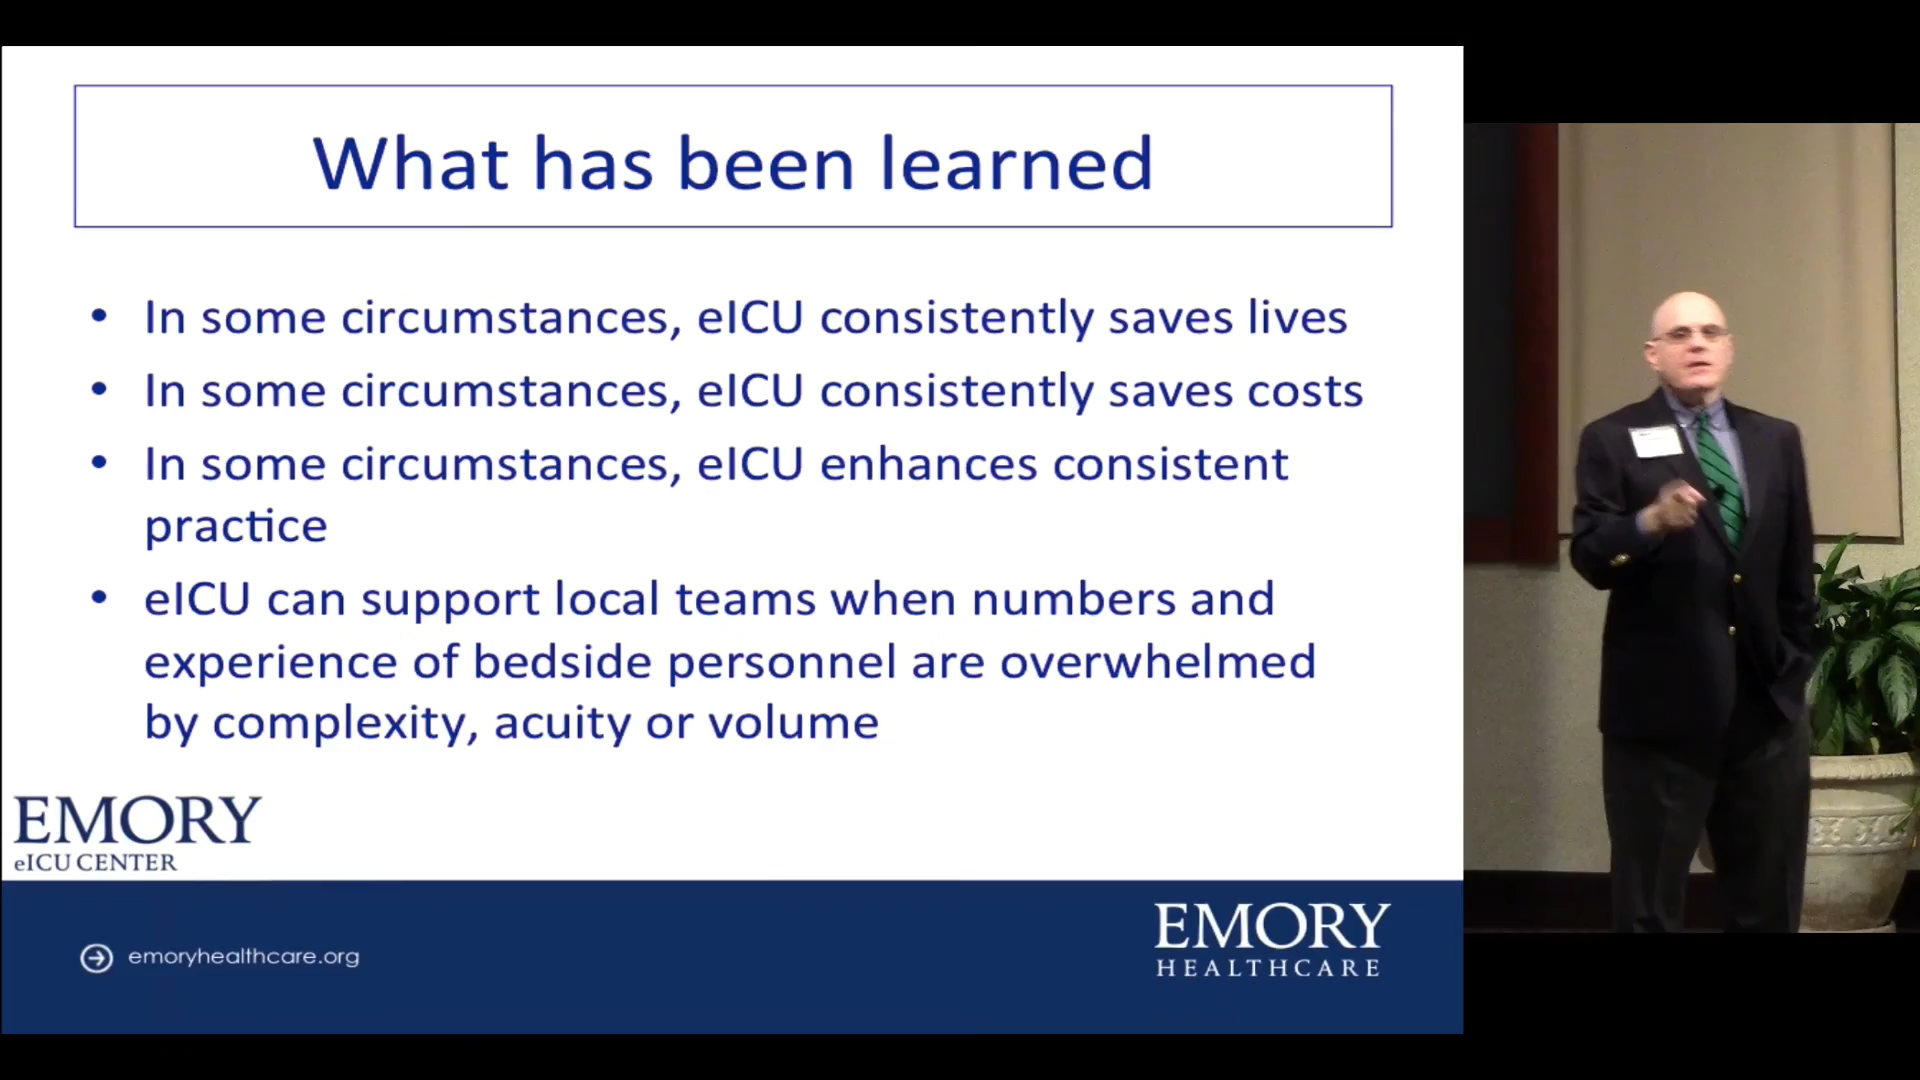 What has been learned
• In some circumstances, eICU consistently saves lives
• In some circumstances, eICU consistently saves costs
• In some circumstances, eICU enhances consistent
practice
• eICU can support local teams when numbers and
experience of bedside personnel are overwhelmed
by complexity, acuity or volume
EMORY
eICU CENTER
emoryhealthcare.org
EMORY
HEALTHCARE